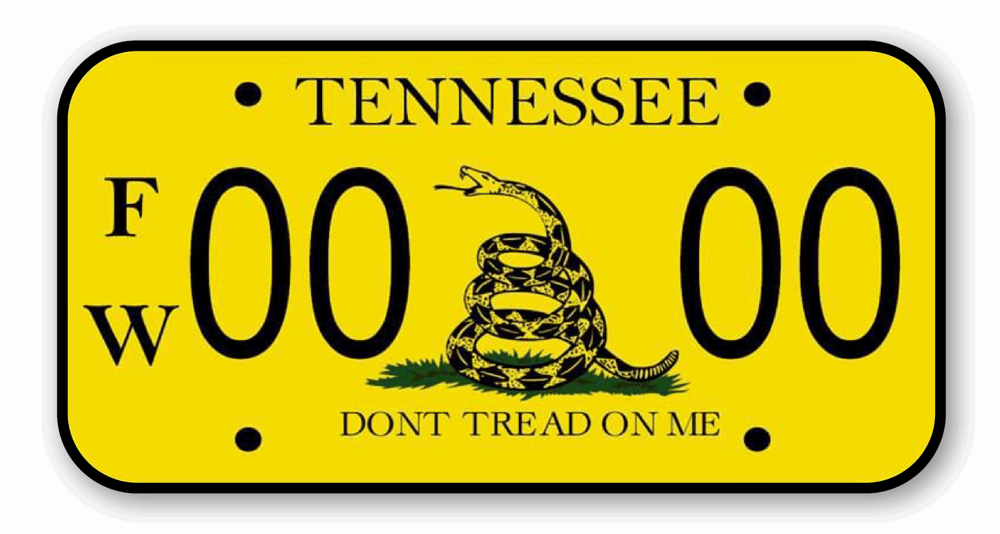 TENNESSEE
F
W
00 00
DONT TREAD ON ME